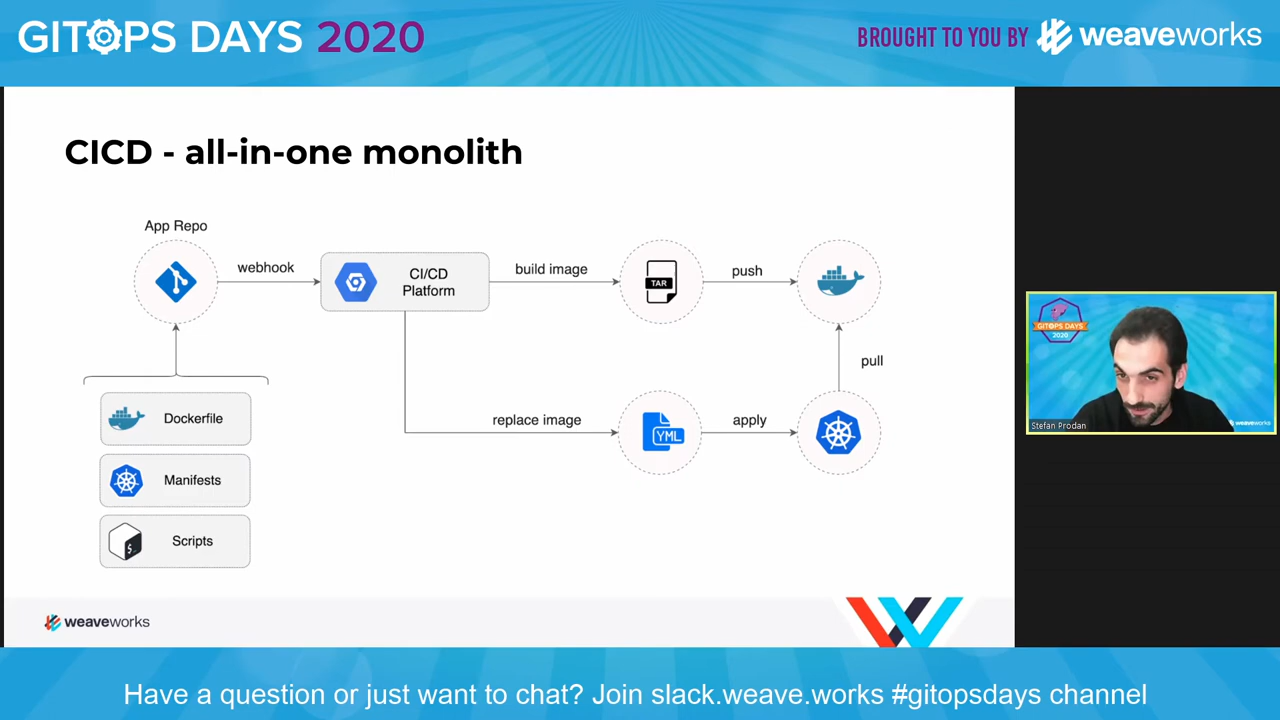 GITOPS DAYS 2020
BROUGHT TO YOU BY weaveworks
CICD - all-in-one monolith
App Repo
webhook
CI/CD
Platform
build image
TAR
push
pull
replace image
YML
apply
Dockerfile
Manifests
$_
Scripts
GITOPS DAYS
2020
Stefan Prodan
weaveworks
weaveworks
Have a question or just want to chat? Join slack.weave.works #gitopsdays channel